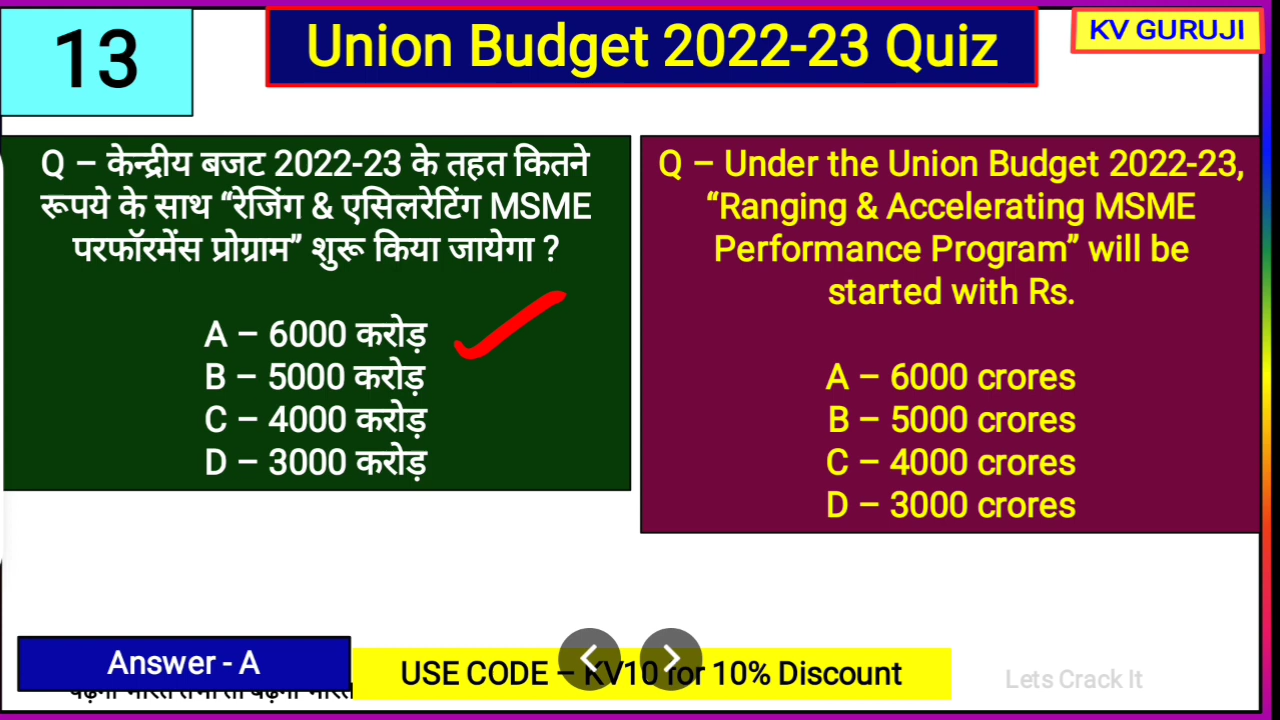 13
Union Budget 2022-23 Quiz
KV GURUJI
Q – केन्द्रीय बजट 2022-23 के तहत कितने
रूपये के साथ “रेजिंग & एसिलरेटिंग MSME
परफॉरमेंस प्रोग्राम” शुरू किया जायेगा ?
A – 6000 करोड़
B – 5000 करोड़
C – 4000 करोड़
D – 3000 करोड़
Q – Under the Union Budget 2022-23,
“Ranging & Accelerating MSME
Performance Program” will be
started with Rs.
A – 6000 crores
B – 5000 crores
C – 4000 crores
D – 3000 crores
Answer - A
USE CODE – KV10 for 10% Discount
Lets Crack It